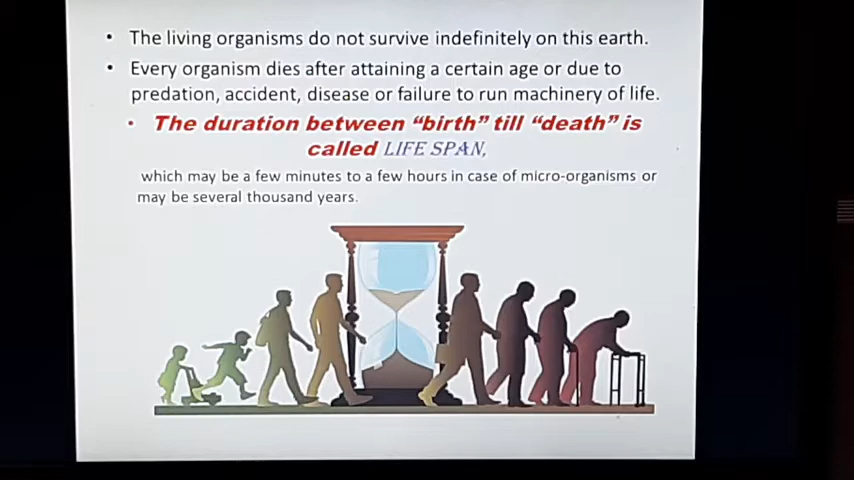 • The living organisms do not survive indefinitely on this earth.
• Every organism dies after attaining a certain age or due to
predation, accident, disease or failure to run machinery of life.
• The duration between “birth” till “death” is
called LIFE SPAN,
which may be a few minutes to a few hours in case of micro-organisms or
may be several thousand years.